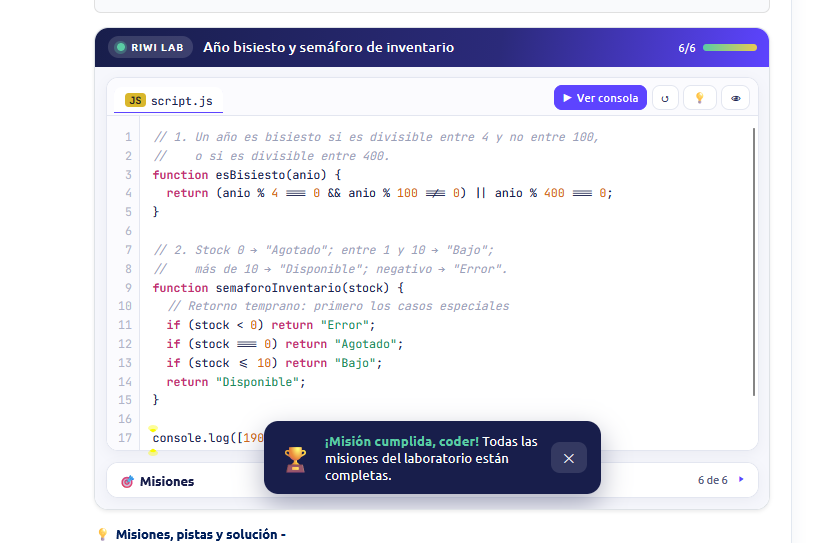 RIWI LAB Año bisiesto y semáforo de inventario 6/6
JS script.js ▶ Ver consola ↺
1 // 1. Un año es bisiesto si es divisible entre 4 y no entre 100,
2 //    o si es divisible entre 400.
3 function esBisiesto(anio) {
4   return (anio % 4 === 0 && anio % 100 !== 0) || anio % 400 === 0;
5 }
6
7 // 2. Stock 0 → "Agotado"; entre 1 y 10 → "Bajo";
8 //    más de 10 → "Disponible"; negativo → "Error".
9 function semaforoInventario(stock) {
10   // Retorno temprano: primero los casos especiales
11   if (stock < 0) return "Error";
12   if (stock === 0) return "Agotado";
13   if (stock <= 10) return "Bajo";
14   return "Disponible";
15 }
16
17 console.log([190
¡Misión cumplida, coder! Todas las
misiones del laboratorio están
completas.
Misiones 6 de 6
Misiones, pistas y solución -